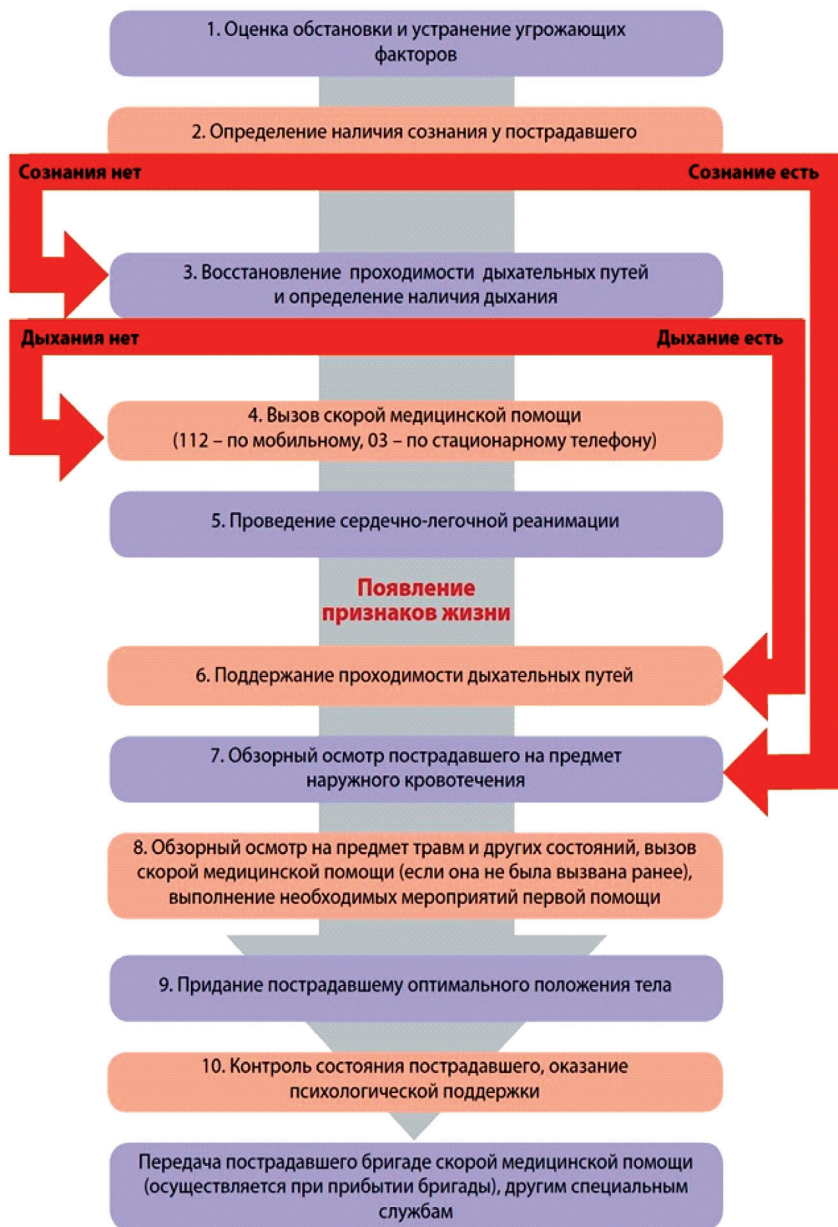 1. Оценка обстановки и устранение угрожающих
факторов
2. Определение наличия сознания у пострадавшего
Сознания нет
Сознание есть
3. Восстановление проходимости дыхательных путей
и определение наличия дыхания
Дыхания нет
Дыхание есть
4. Вызов скорой медицинской помощи
(112 – по мобильному, 03 – по стационарному телефону)
5. Проведение сердечно-легочной реанимации
Появление
признаков жизни
6. Поддержание проходимости дыхательных путей
7. Обзорный осмотр пострадавшего на предмет
наружного кровотечения
8. Обзорный осмотр на предмет травм и других состояний, вызов
скорой медицинской помощи (если она не была вызвана ранее),
выполнение необходимых мероприятий первой помощи
9. Придание пострадавшему оптимального положения тела
10. Контроль состояния пострадавшего, оказание
психологической поддержки
Передача пострадавшего бригаде скорой медицинской помощи
(осуществляется при прибытии бригады), другим специальным
службам